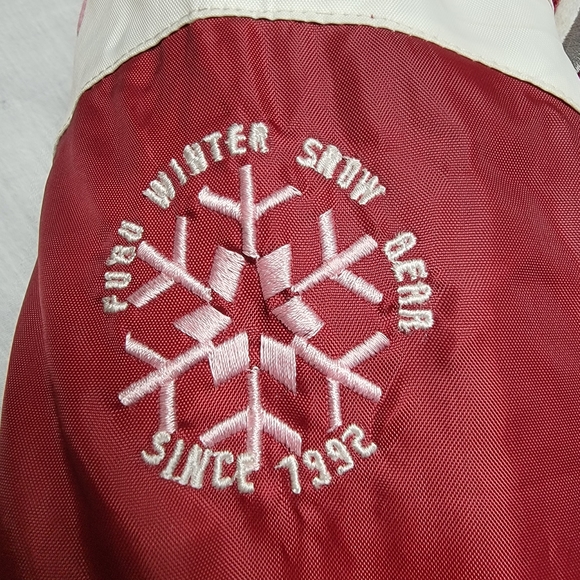 FUBU WINTER SNOW GEAR
SINCE 1992